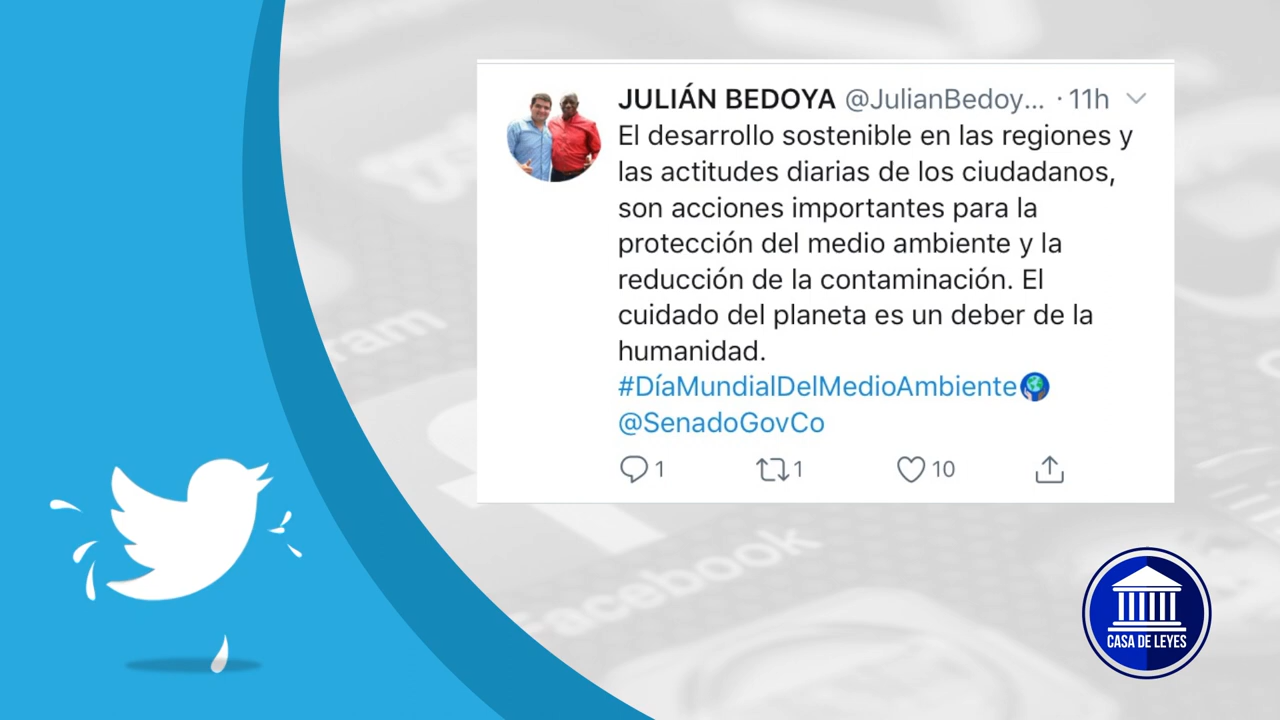 JULIÁN BEDOYA @JulianBedoy... · 11h
El desarrollo sostenible en las regiones y
las actitudes diarias de los ciudadanos,
son acciones importantes para la
protección del medio ambiente y la
reducción de la contaminación. El
cuidado del planeta es un deber de la
humanidad.
#DíaMundialDelMedioAmbiente
@SenadoGovCo
1 1 10
ram
Facebook
CASA DE LEYES